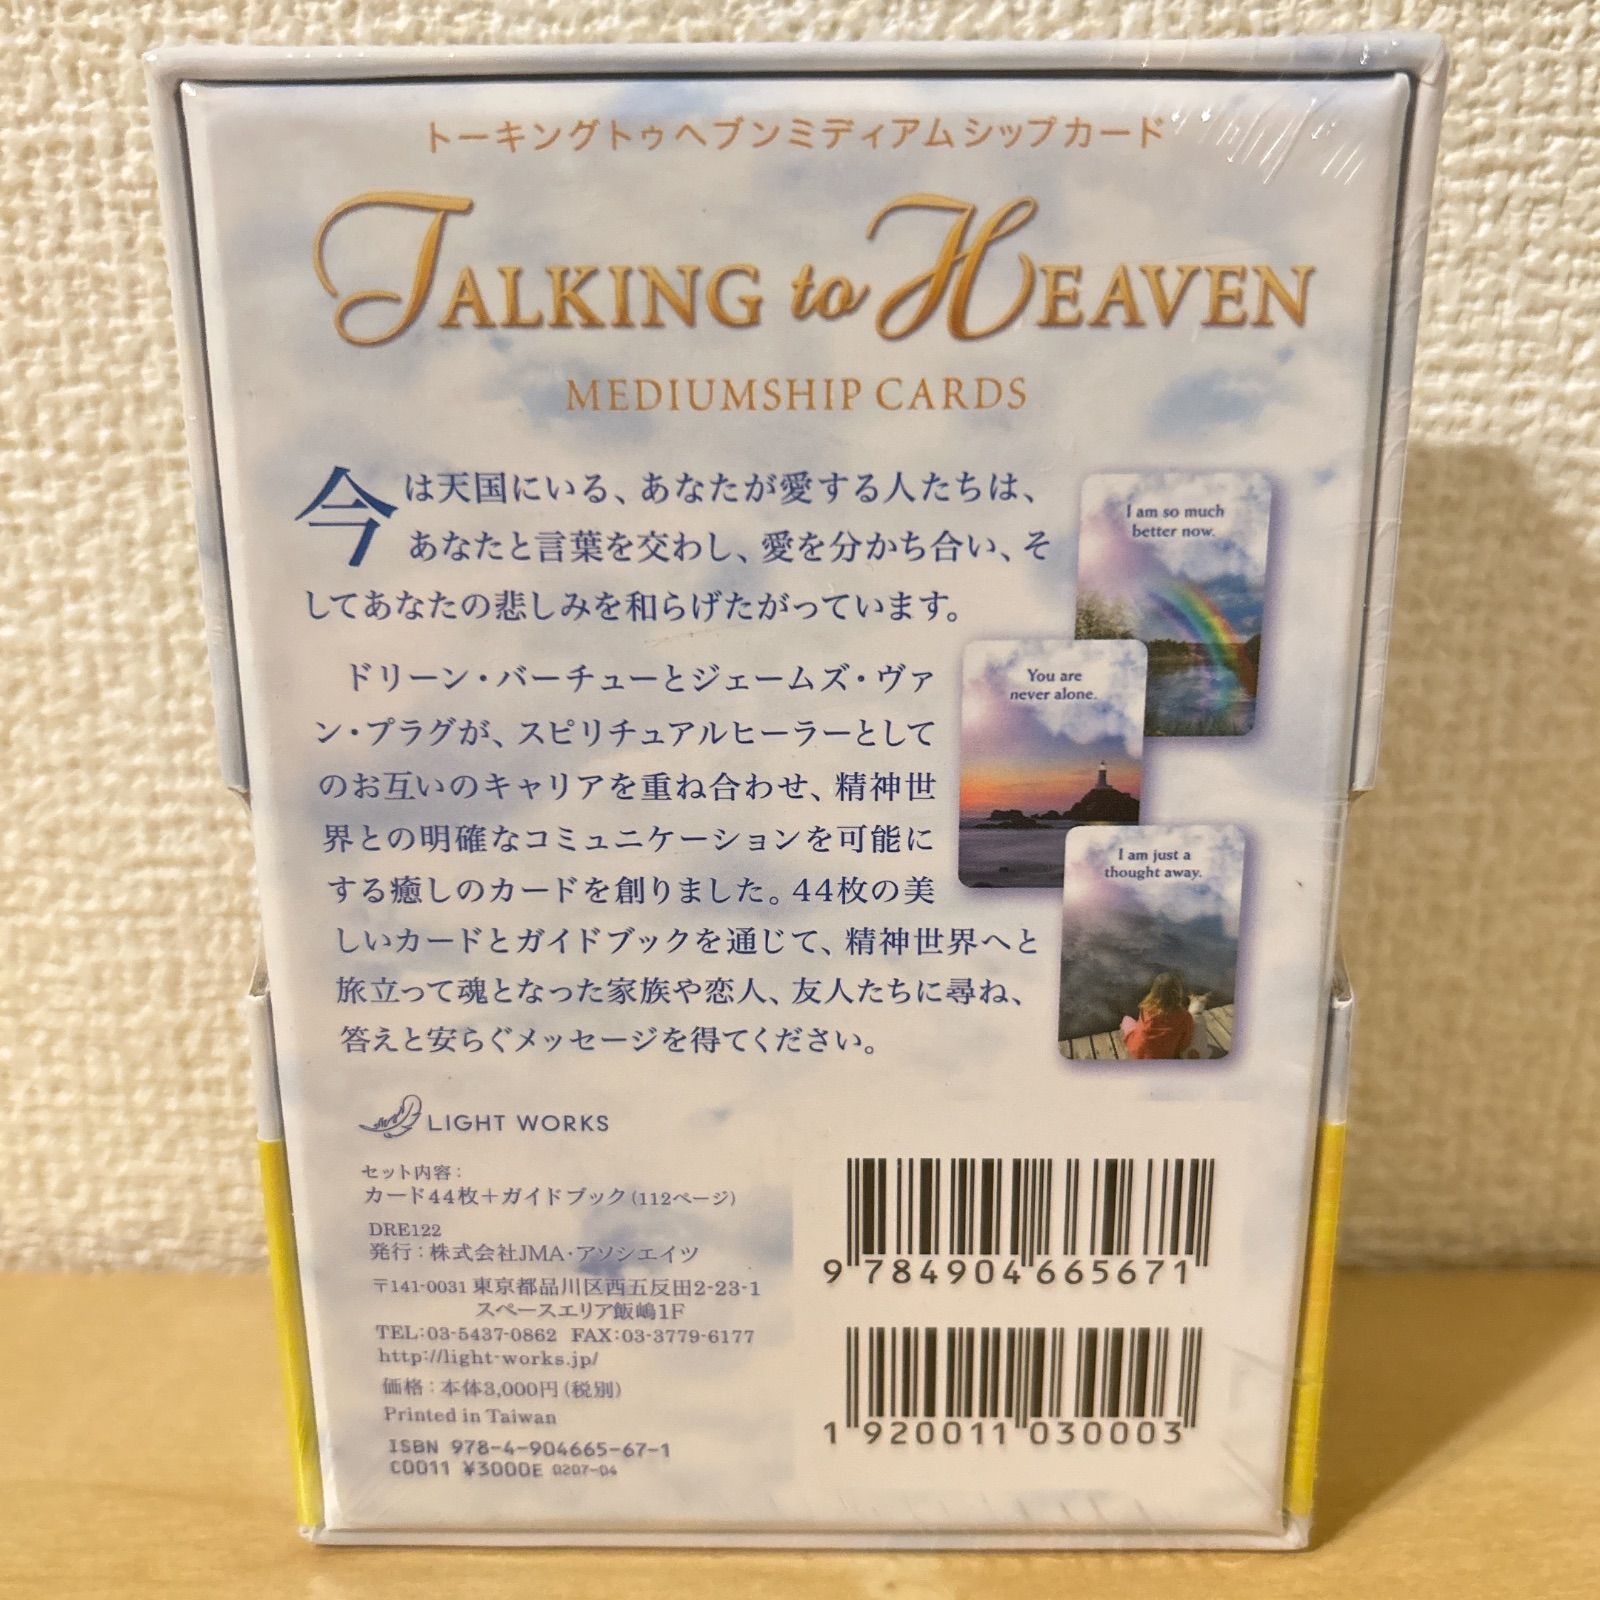 トーキングトゥヘブンミディアムシップカード
TALKING to HEAVEN
MEDIUMSHIP CARDS
今は天国にいる、あなたが愛する人たちは、
あなたと言葉を交わし、愛を分かち合い、そ
してあなたの悲しみを和らげたがっています。
ドリーン・バーチューとジェームズ・ヴァ
ン・プラグが、スピリチュアルヒーラーとして
のお互いのキャリアを重ね合わせ、精神世
界との明確なコミュニケーションを可能に
する癒しのカードを創りました。44枚の美
しいカードとガイドブックを通じて、精神世界へと
旅立って魂となった家族や恋人、友人たちに尋ね、
答えと安らぐメッセージを得てください。
I am so much
better now.
You are
never alone.
I am just a
thought away.
LIGHT WORKS
セット内容：
カード44枚＋ガイドブック（112ページ）
DRE122
発行：株式会社JMA・アソシエイツ
〒141-0031 東京都品川区西五反田2-23-1
スペースエリア飯嶋1F
TEL:03-5437-0862 FAX:03-3779-6177
http://light-works.jp/
価格：本体3,000円（税別）
Printed in Taiwan
ISBN 978-4-904665-67-1
C0011 ¥3000E 0207-04
9784904665671
1920011030003